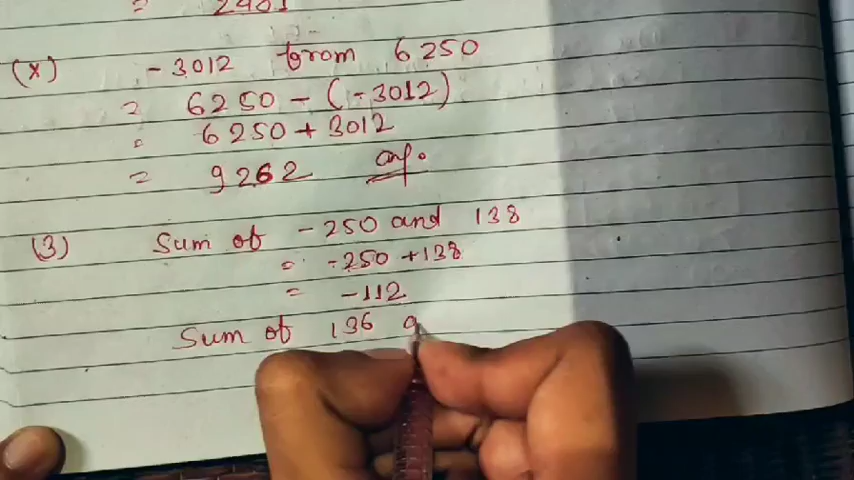 = 2481
(x) -3012 from 6250
= 6250 - (-3012)
= 6250 + 3012
= 9262 ans.
(3) Sum of -250 and 138
= -250 +138
= -112
Sum of 136 a